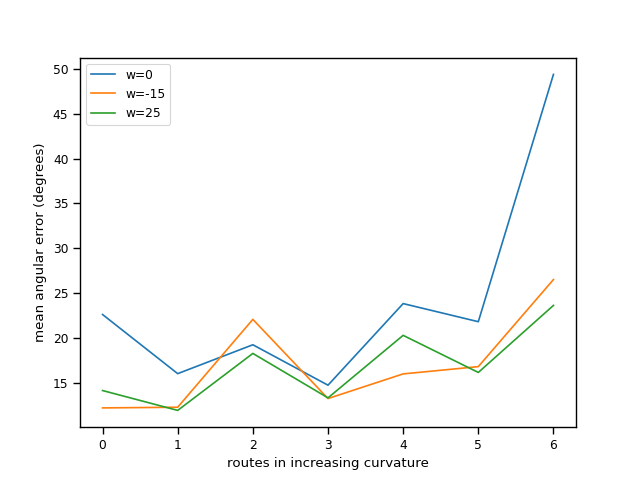 50
45
40
35
30
25
20
15
mean angular error (degrees)
w=0
w=-15
w=25
0 1 2 3 4 5 6
routes in increasing curvature